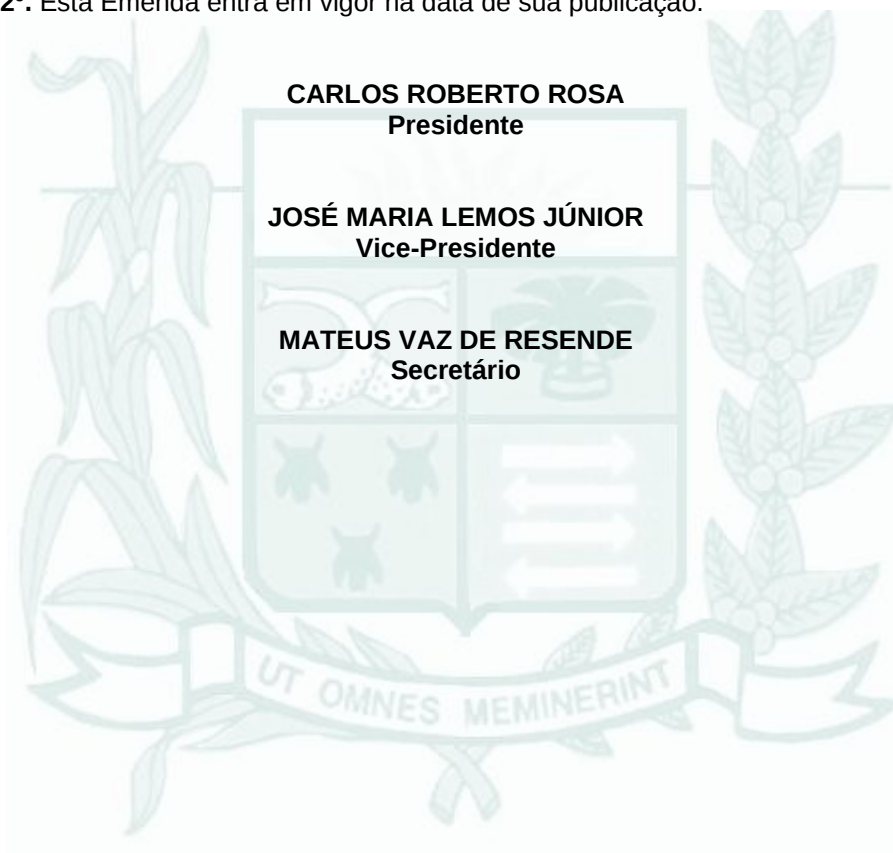 2º. Esta Emenda entra em vigor na data de sua publicação.
CARLOS ROBERTO ROSA
Presidente
JOSÉ MARIA LEMOS JÚNIOR
Vice-Presidente
MATEUS VAZ DE RESENDE
Secretário
UT OMNES MEMINERINT